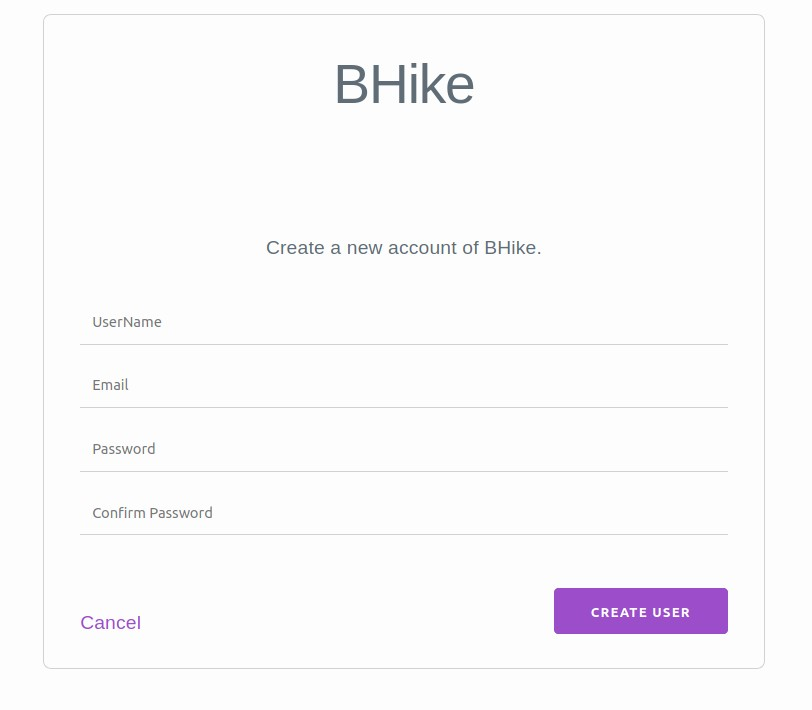 BHike
Create a new account of BHike.
UserName
Email
Password
Confirm Password
Cancel
CREATE USER